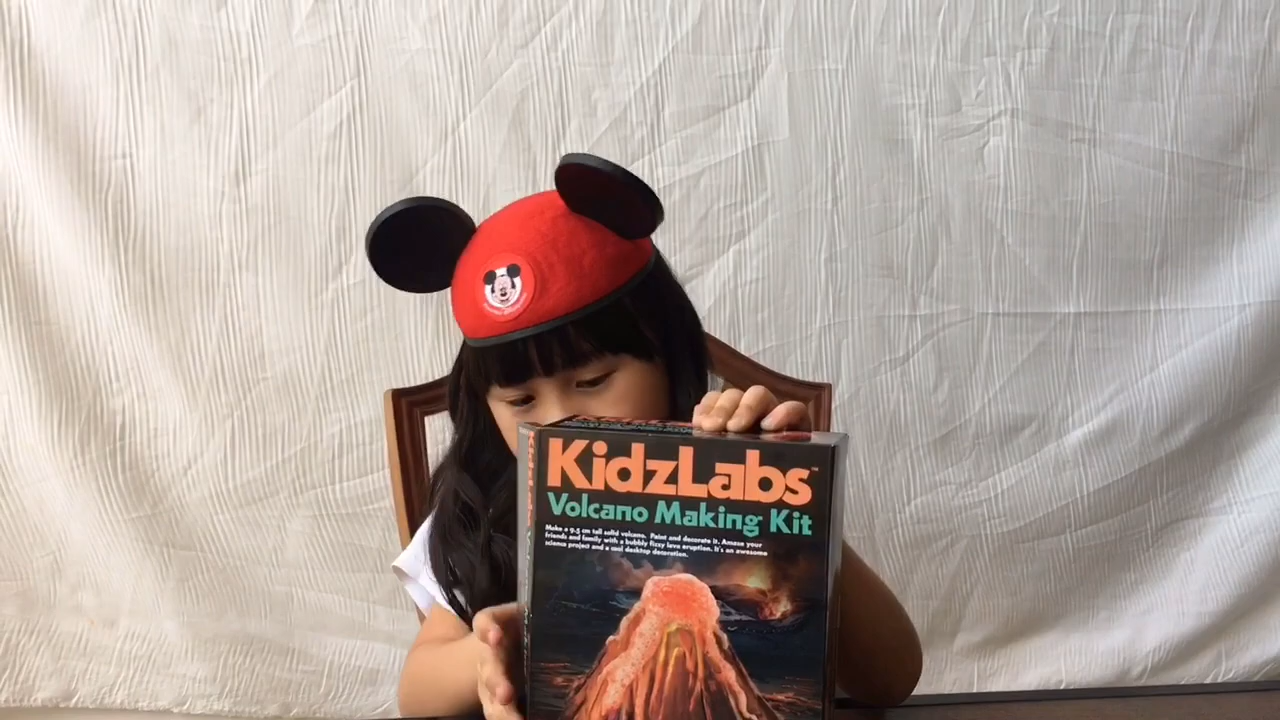 KidzLabs™
Volcano Making Kit
Make a 9.5 cm tall solid volcano. Paint and decorate it. Amaze your
friends and family with a bubbly fizzy lava eruption. It's an awesome
science project and a cool desktop decoration.